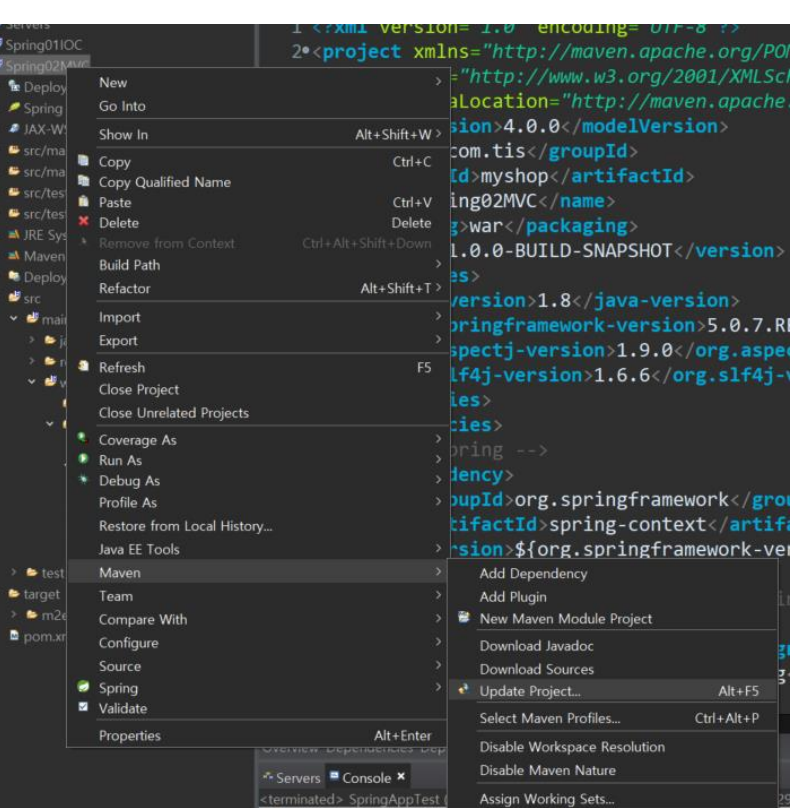 Servers
1 <?xml version="1.0" encoding="UTF-8"?>
Spring01IOC
2 <project xmlns="http://maven.apache.org/POM
Spring02MVC
="http://www.w3.org/2001/XMLSch
Deploy
Spring
JAX-WS
src/ma
src/ma
src/tes
src/tes
JRE Sys
Maven
Deploy
src
main
test
target
m2e
pom.xm
New
Go Into
Show In Alt+Shift+W
Copy Ctrl+C
Copy Qualified Name
Paste Ctrl+V
Delete Delete
Remove from Context Ctrl+Alt+Shift+Down
Build Path
Refactor Alt+Shift+T
Import
Export
Refresh F5
Close Project
Close Unrelated Projects
Coverage As
Run As
Debug As
Profile As
Restore from Local History...
Java EE Tools
Maven
Team
Compare With
Configure
Source
Spring
Validate
Properties Alt+Enter
aLocation="http://maven.apache.
sion>4.0.0</modelVersion>
com.tis</groupId>
Id>myshop</artifactId>
ing02MVC</name>
g>war</packaging>
1.0.0-BUILD-SNAPSHOT</version>
es>
version>1.8</java-version>
pringframework-version>5.0.7.RE
spectj-version>1.9.0</org.aspec
lf4j-version>1.6.6</org.slf4j-v
ies>
cies>
pring -->
dency>
oupId>org.springframework</grou
tifactId>spring-context</artifa
rsion>${org.springframework-ver
Add Dependency
Add Plugin
New Maven Module Project
Download Javadoc
Download Sources
Update Project... Alt+F5
Select Maven Profiles... Ctrl+Alt+P
Disable Workspace Resolution
Disable Maven Nature
Assign Working Sets...
Overview Dependencies Dep
Servers Console
<terminated> SpringAppTest (